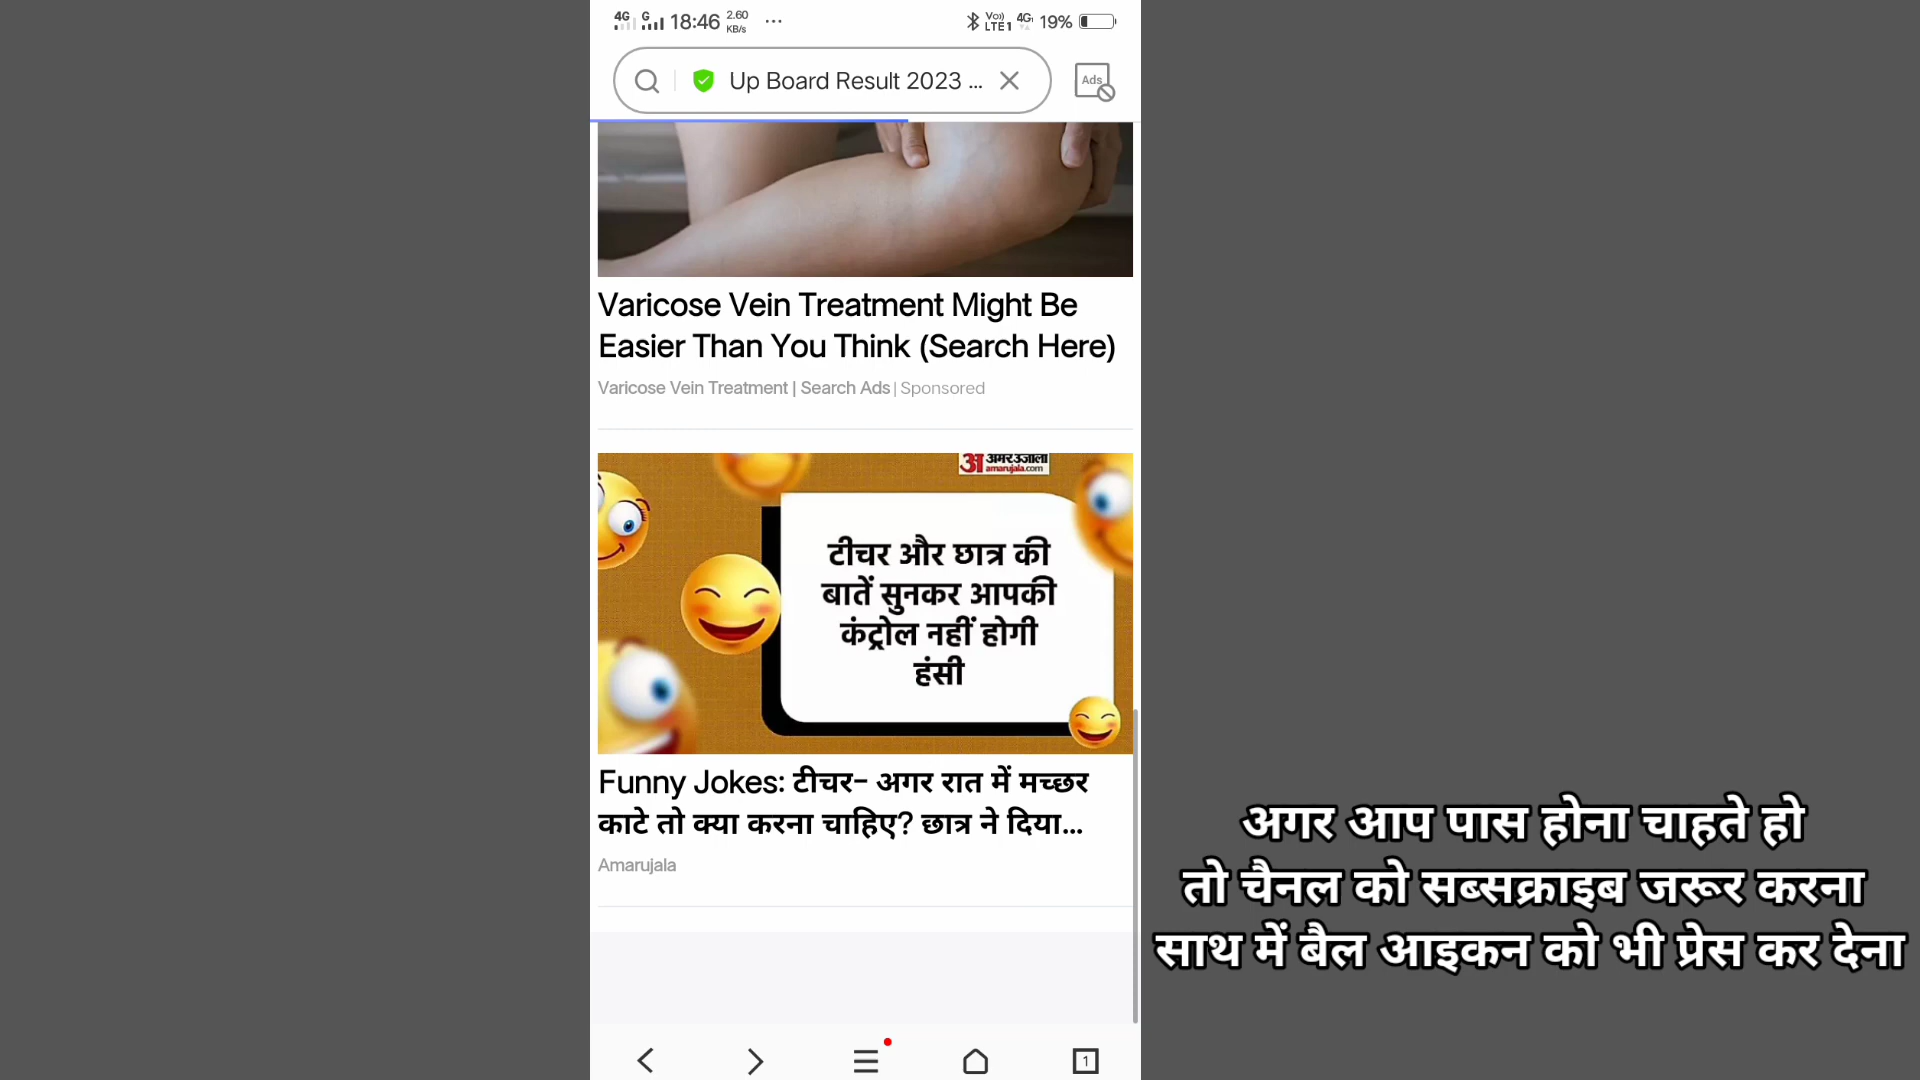 4G G 18:46 2.60 KB/s ... Vo) LTE1 4G 19%
Up Board Result 2023 ...
Ads
Varicose Vein Treatment Might Be
Easier Than You Think (Search Here)
Varicose Vein Treatment | Search Ads | Sponsored
अ अमर उजाला
amarujala.com
टीचर और छात्र की
बातें सुनकर आपकी
कंट्रोल नहीं होगी
हंसी
Funny Jokes: टीचर- अगर रात में मच्छर
काटे तो क्या करना चाहिए? छात्र ने दिया...
Amarujala
अगर आप पास होना चाहते हो
तो चैनल को सब्सक्राइब जरूर करना
साथ में बैल आइकन को भी प्रेस कर देना
1